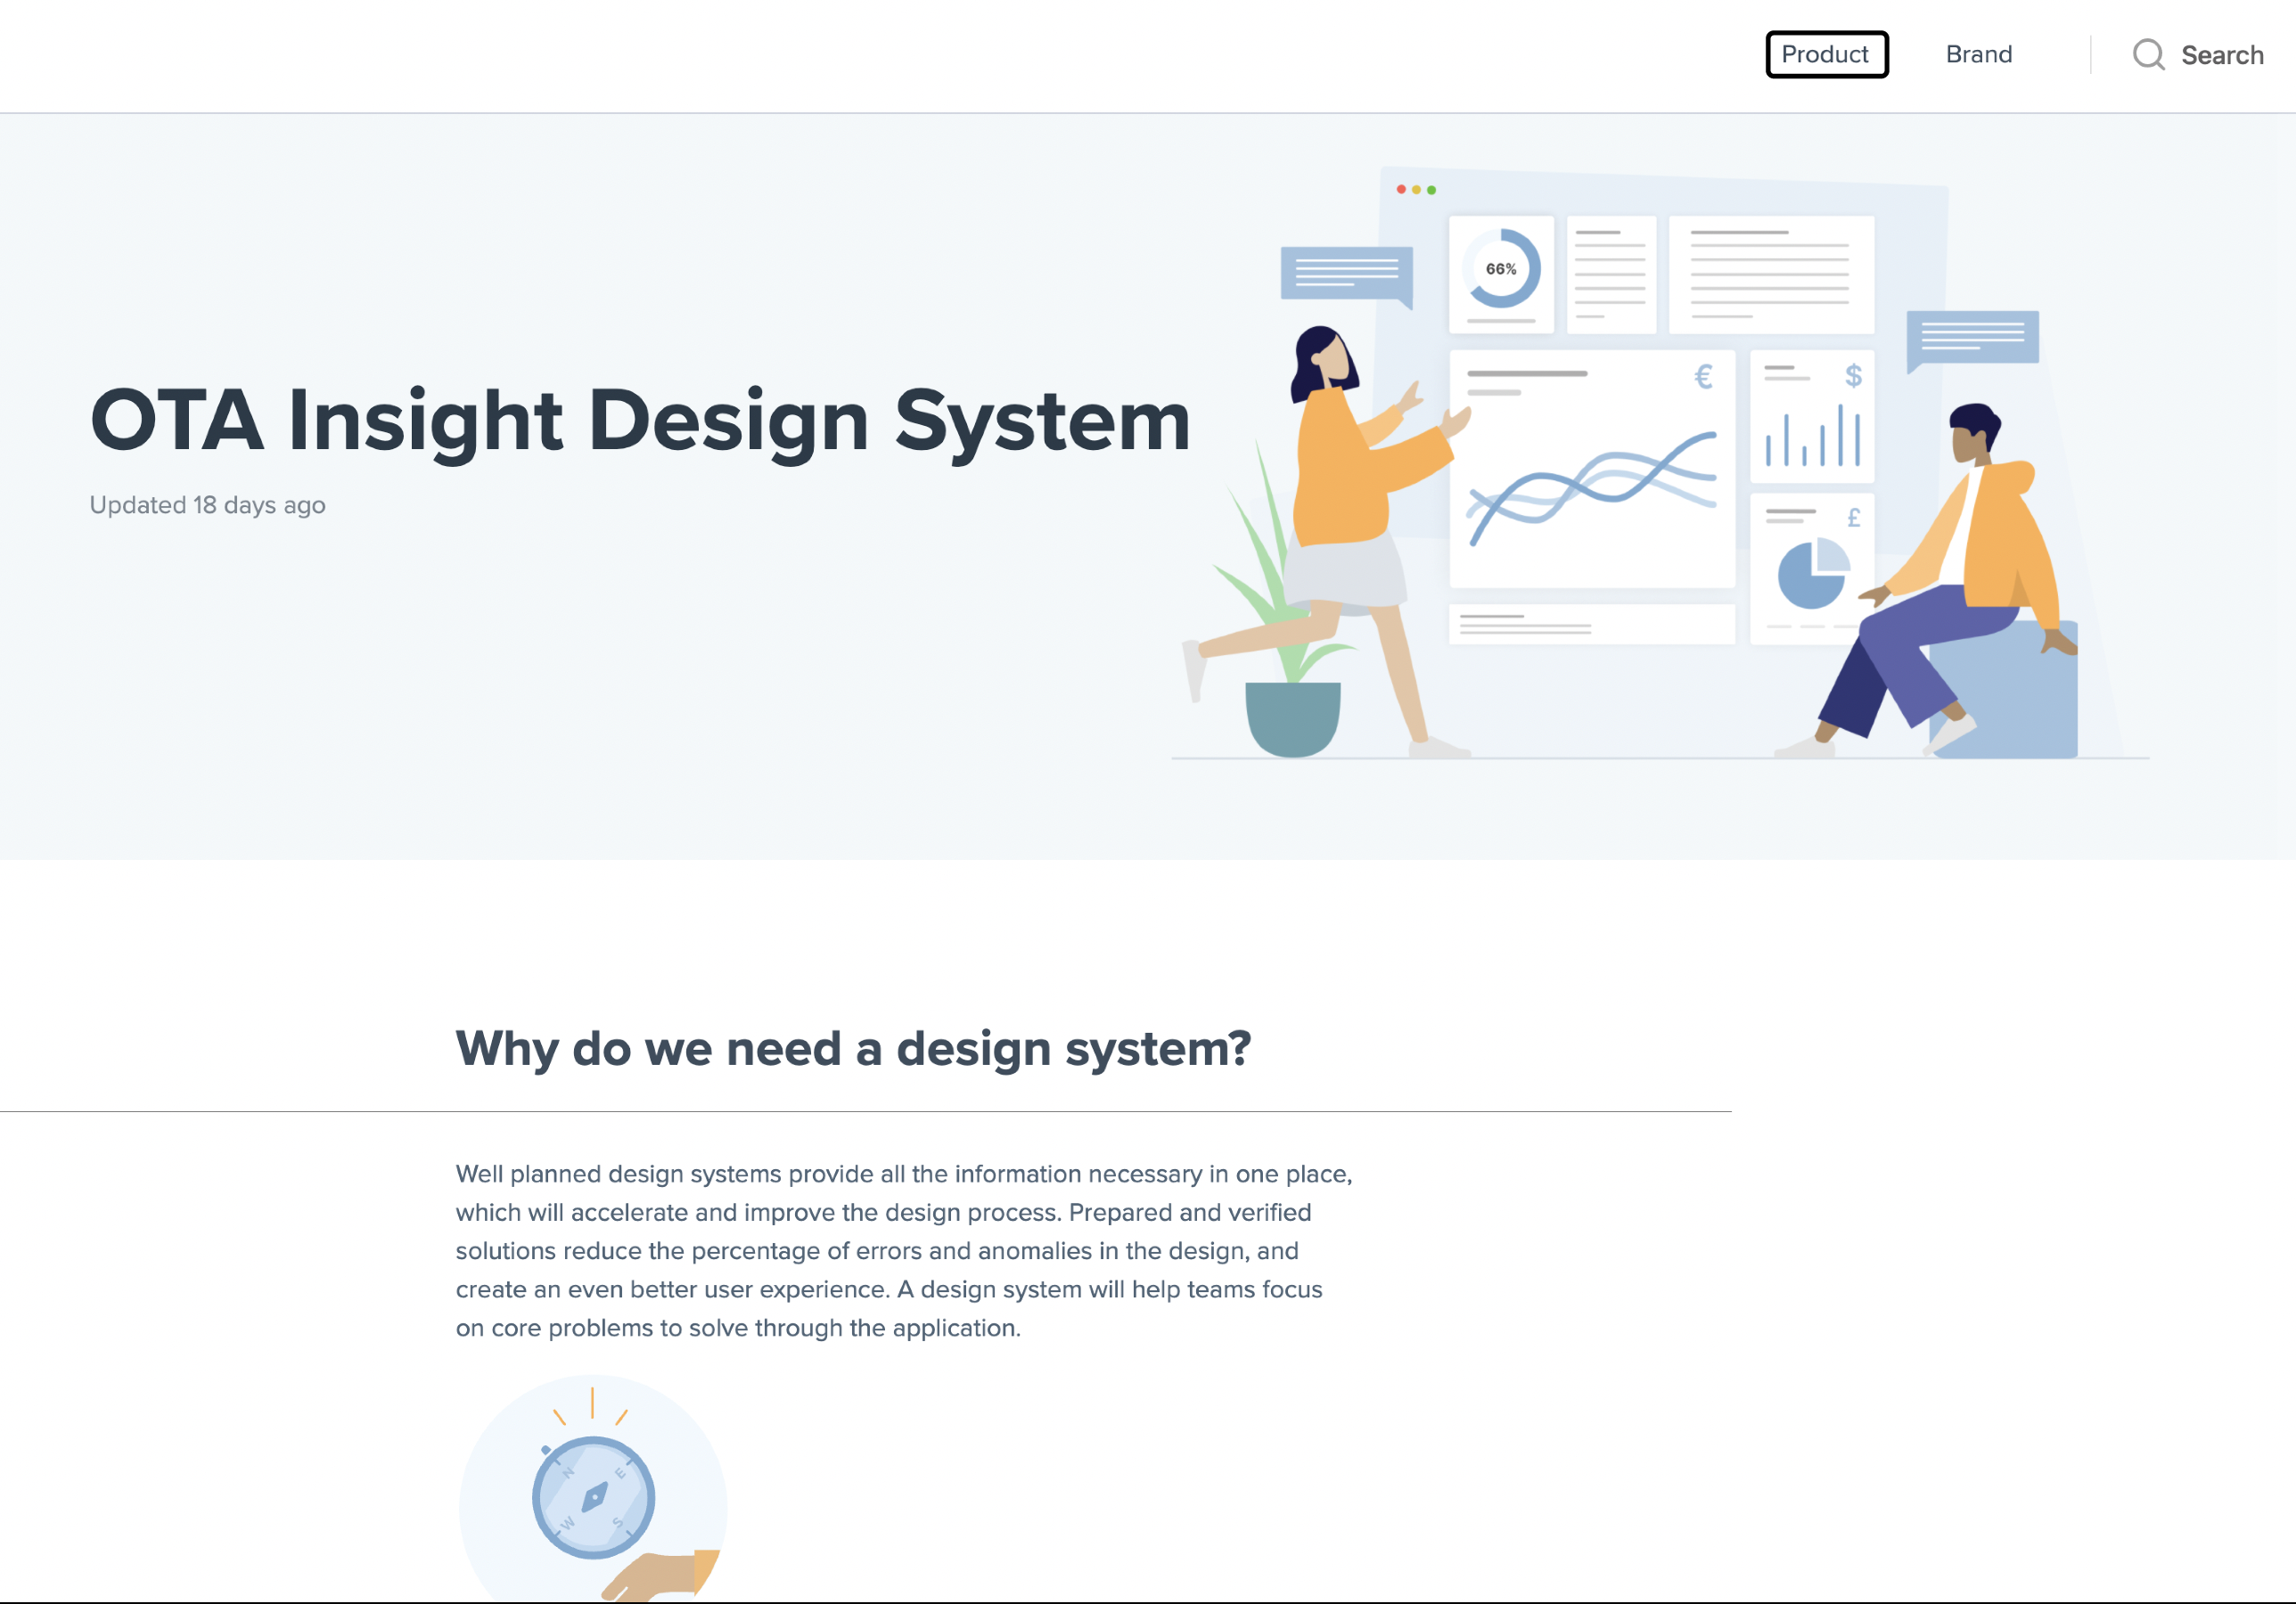 Product
Brand
Search
66%
€
$
£
OTA Insight Design System
Updated 18 days ago
Why do we need a design system?
Well planned design systems provide all the information necessary in one place,
which will accelerate and improve the design process. Prepared and verified
solutions reduce the percentage of errors and anomalies in the design, and
create an even better user experience. A design system will help teams focus
on core problems to solve through the application.
N
E
W
S